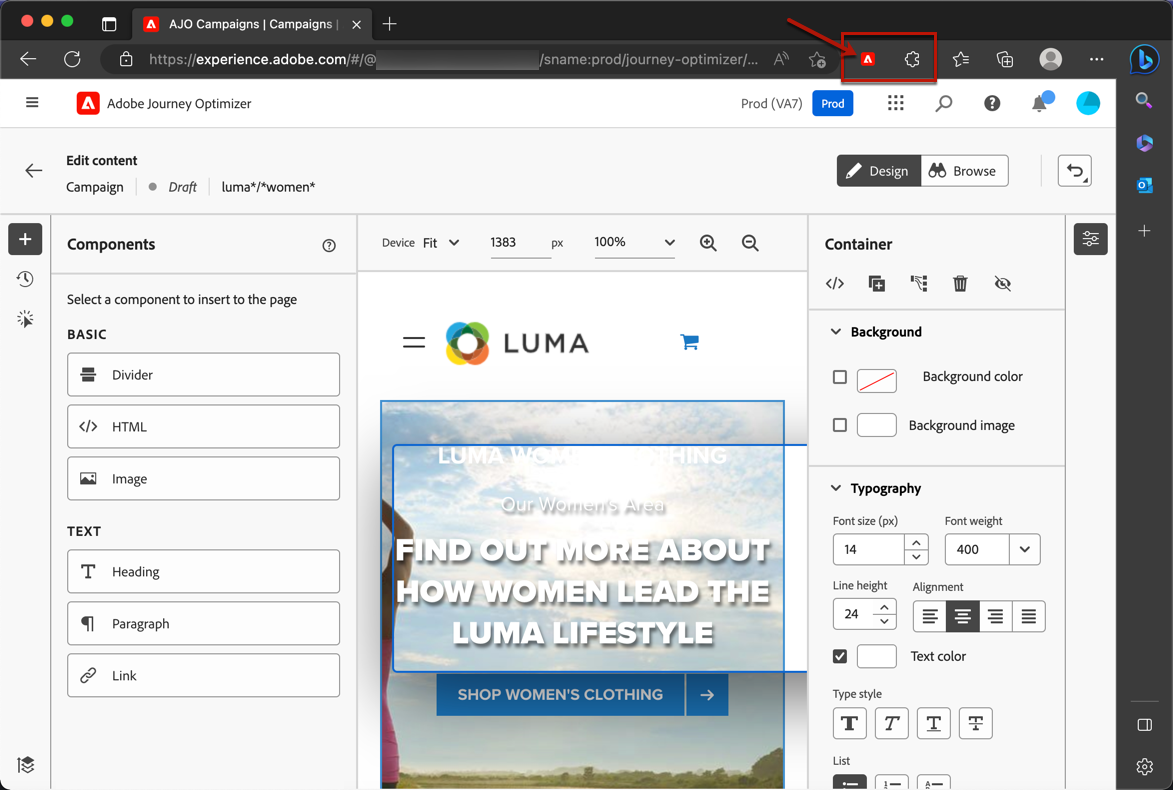 AJO Campaigns | Campaigns |
https://experience.adobe.com/#/@ /sname:prod/journey-optimizer/...
Adobe Journey Optimizer
Prod (VA7)
Prod
Edit content
Campaign
Draft
luma*/*women*
Design
Browse
Components
Select a component to insert to the page
BASIC
Divider
HTML
Image
TEXT
Heading
Paragraph
Link
Device
Fit
1383
px
100%
LUMA
LUMA WOMEN'S CLOTHING
Our Women's Area
FIND OUT MORE ABOUT
HOW WOMEN LEAD THE
LUMA LIFESTYLE
SHOP WOMEN'S CLOTHING
Container
Background
Background color
Background image
Typography
Font size (px)
Font weight
14
400
Line height
Alignment
24
Text color
Type style
List